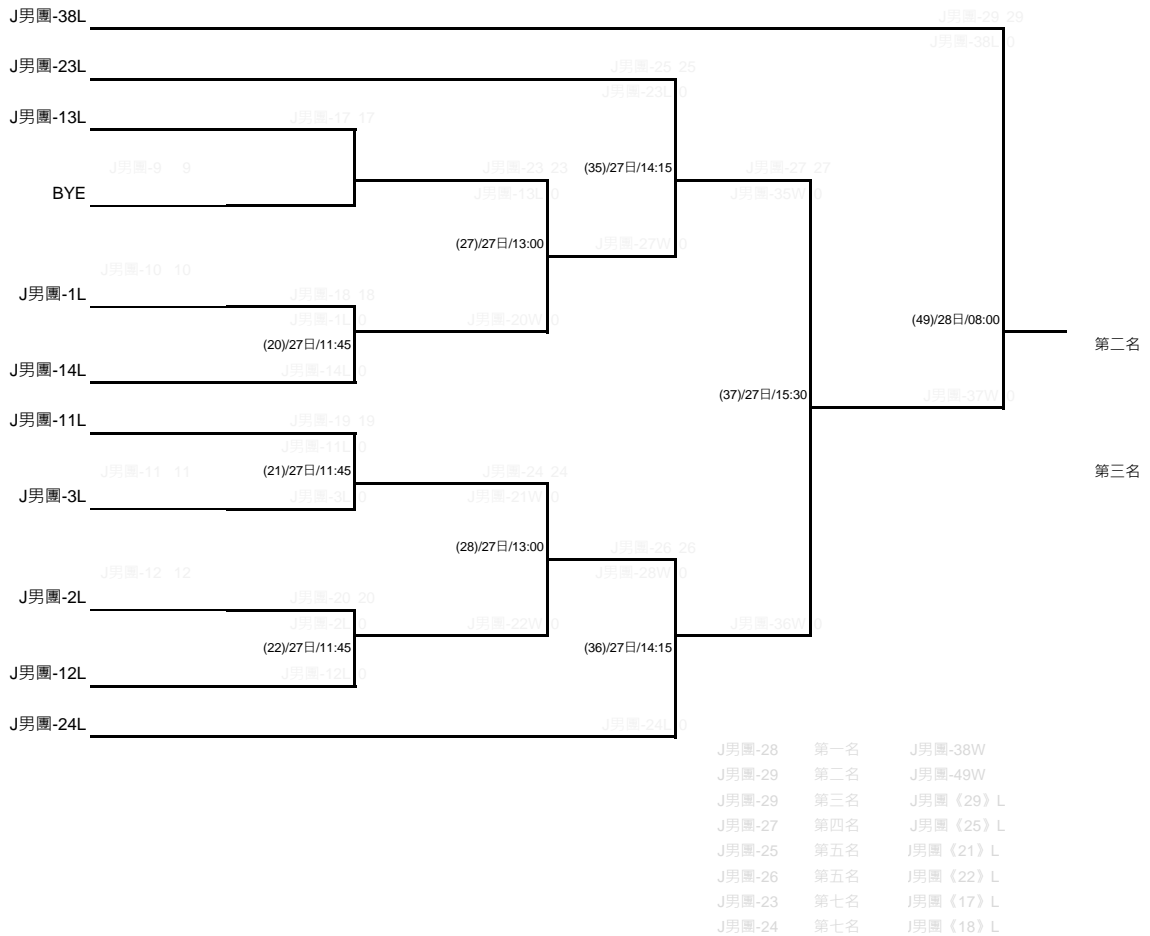 J男團-38L J男團-29 29
J男團-38L 0
J男團-23L J男團-25 25
J男團-23L 0
J男團-13L J男團-17 17
J男團-9 9 J男團-23 23 (35)/27日/14:15 J男團-27 27
BYE J男團-13L 0 J男團-35W 0
(27)/27日/13:00 J男團-27W 0
J男團-10 10
J男團-1L J男團-18 18
J男團-1L 0 J男團-20W 0 (49)/28日/08:00
(20)/27日/11:45 第二名
J男團-14L J男團-14L 0
(37)/27日/15:30 J男團-37W 0
J男團-11L J男團-19 19
J男團-11L 0
J男團-11 11 (21)/27日/11:45 J男團-24 24 第三名
J男團-3L J男團-3L 0 J男團-21W 0
(28)/27日/13:00 J男團-26 26
J男團-12 12 J男團-28W 0
J男團-2L J男團-20 20
J男團-2L 0 J男團-22W 0 J男團-36W 0
(22)/27日/11:45 (36)/27日/14:15
J男團-12L J男團-12L 0
J男團-24L J男團-24L 0
J男團-28 第一名 J男團-38W
J男團-29 第二名 J男團-49W
J男團-29 第三名 J男團《29》L
J男團-27 第四名 J男團《25》L
J男團-25 第五名 J男團《21》L
J男團-26 第五名 J男團《22》L
J男團-23 第七名 J男團《17》L
J男團-24 第七名 J男團《18》L